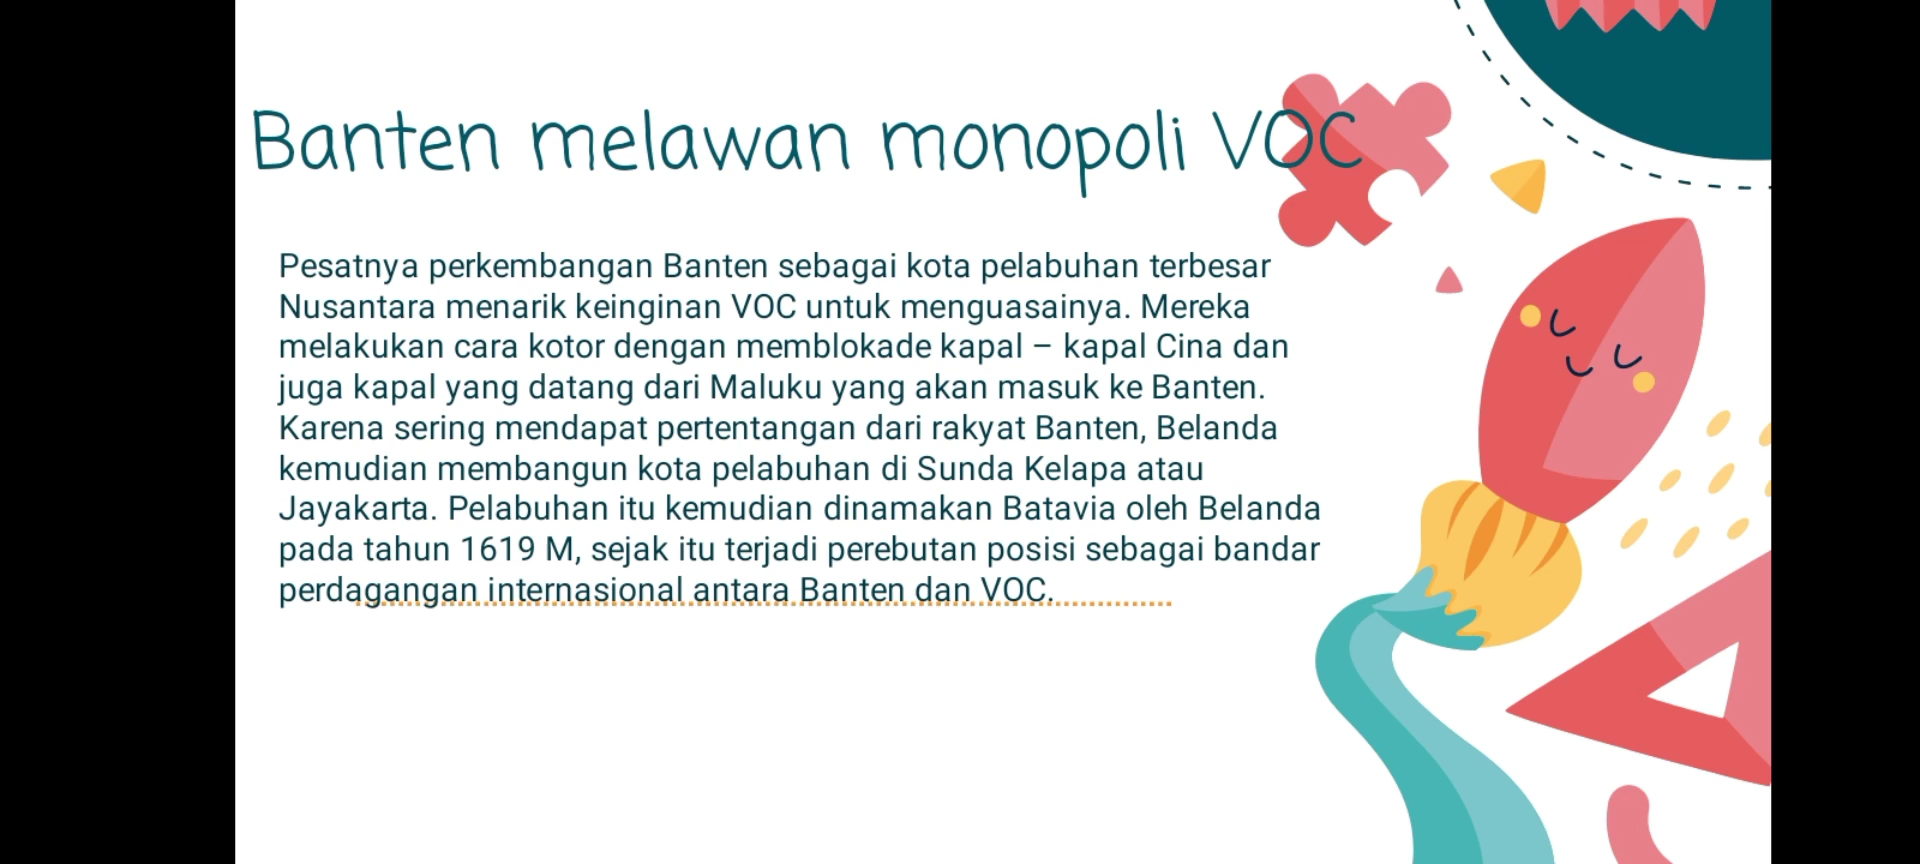 Banten melawan monopoli VOC
Pesatnya perkembangan Banten sebagai kota pelabuhan terbesar
Nusantara menarik keinginan VOC untuk menguasainya. Mereka
melakukan cara kotor dengan memblokade kapal – kapal Cina dan
juga kapal yang datang dari Maluku yang akan masuk ke Banten.
Karena sering mendapat pertentangan dari rakyat Banten, Belanda
kemudian membangun kota pelabuhan di Sunda Kelapa atau
Jayakarta. Pelabuhan itu kemudian dinamakan Batavia oleh Belanda
pada tahun 1619 M, sejak itu terjadi perebutan posisi sebagai bandar
perdagangan internasional antara Banten dan VOC.